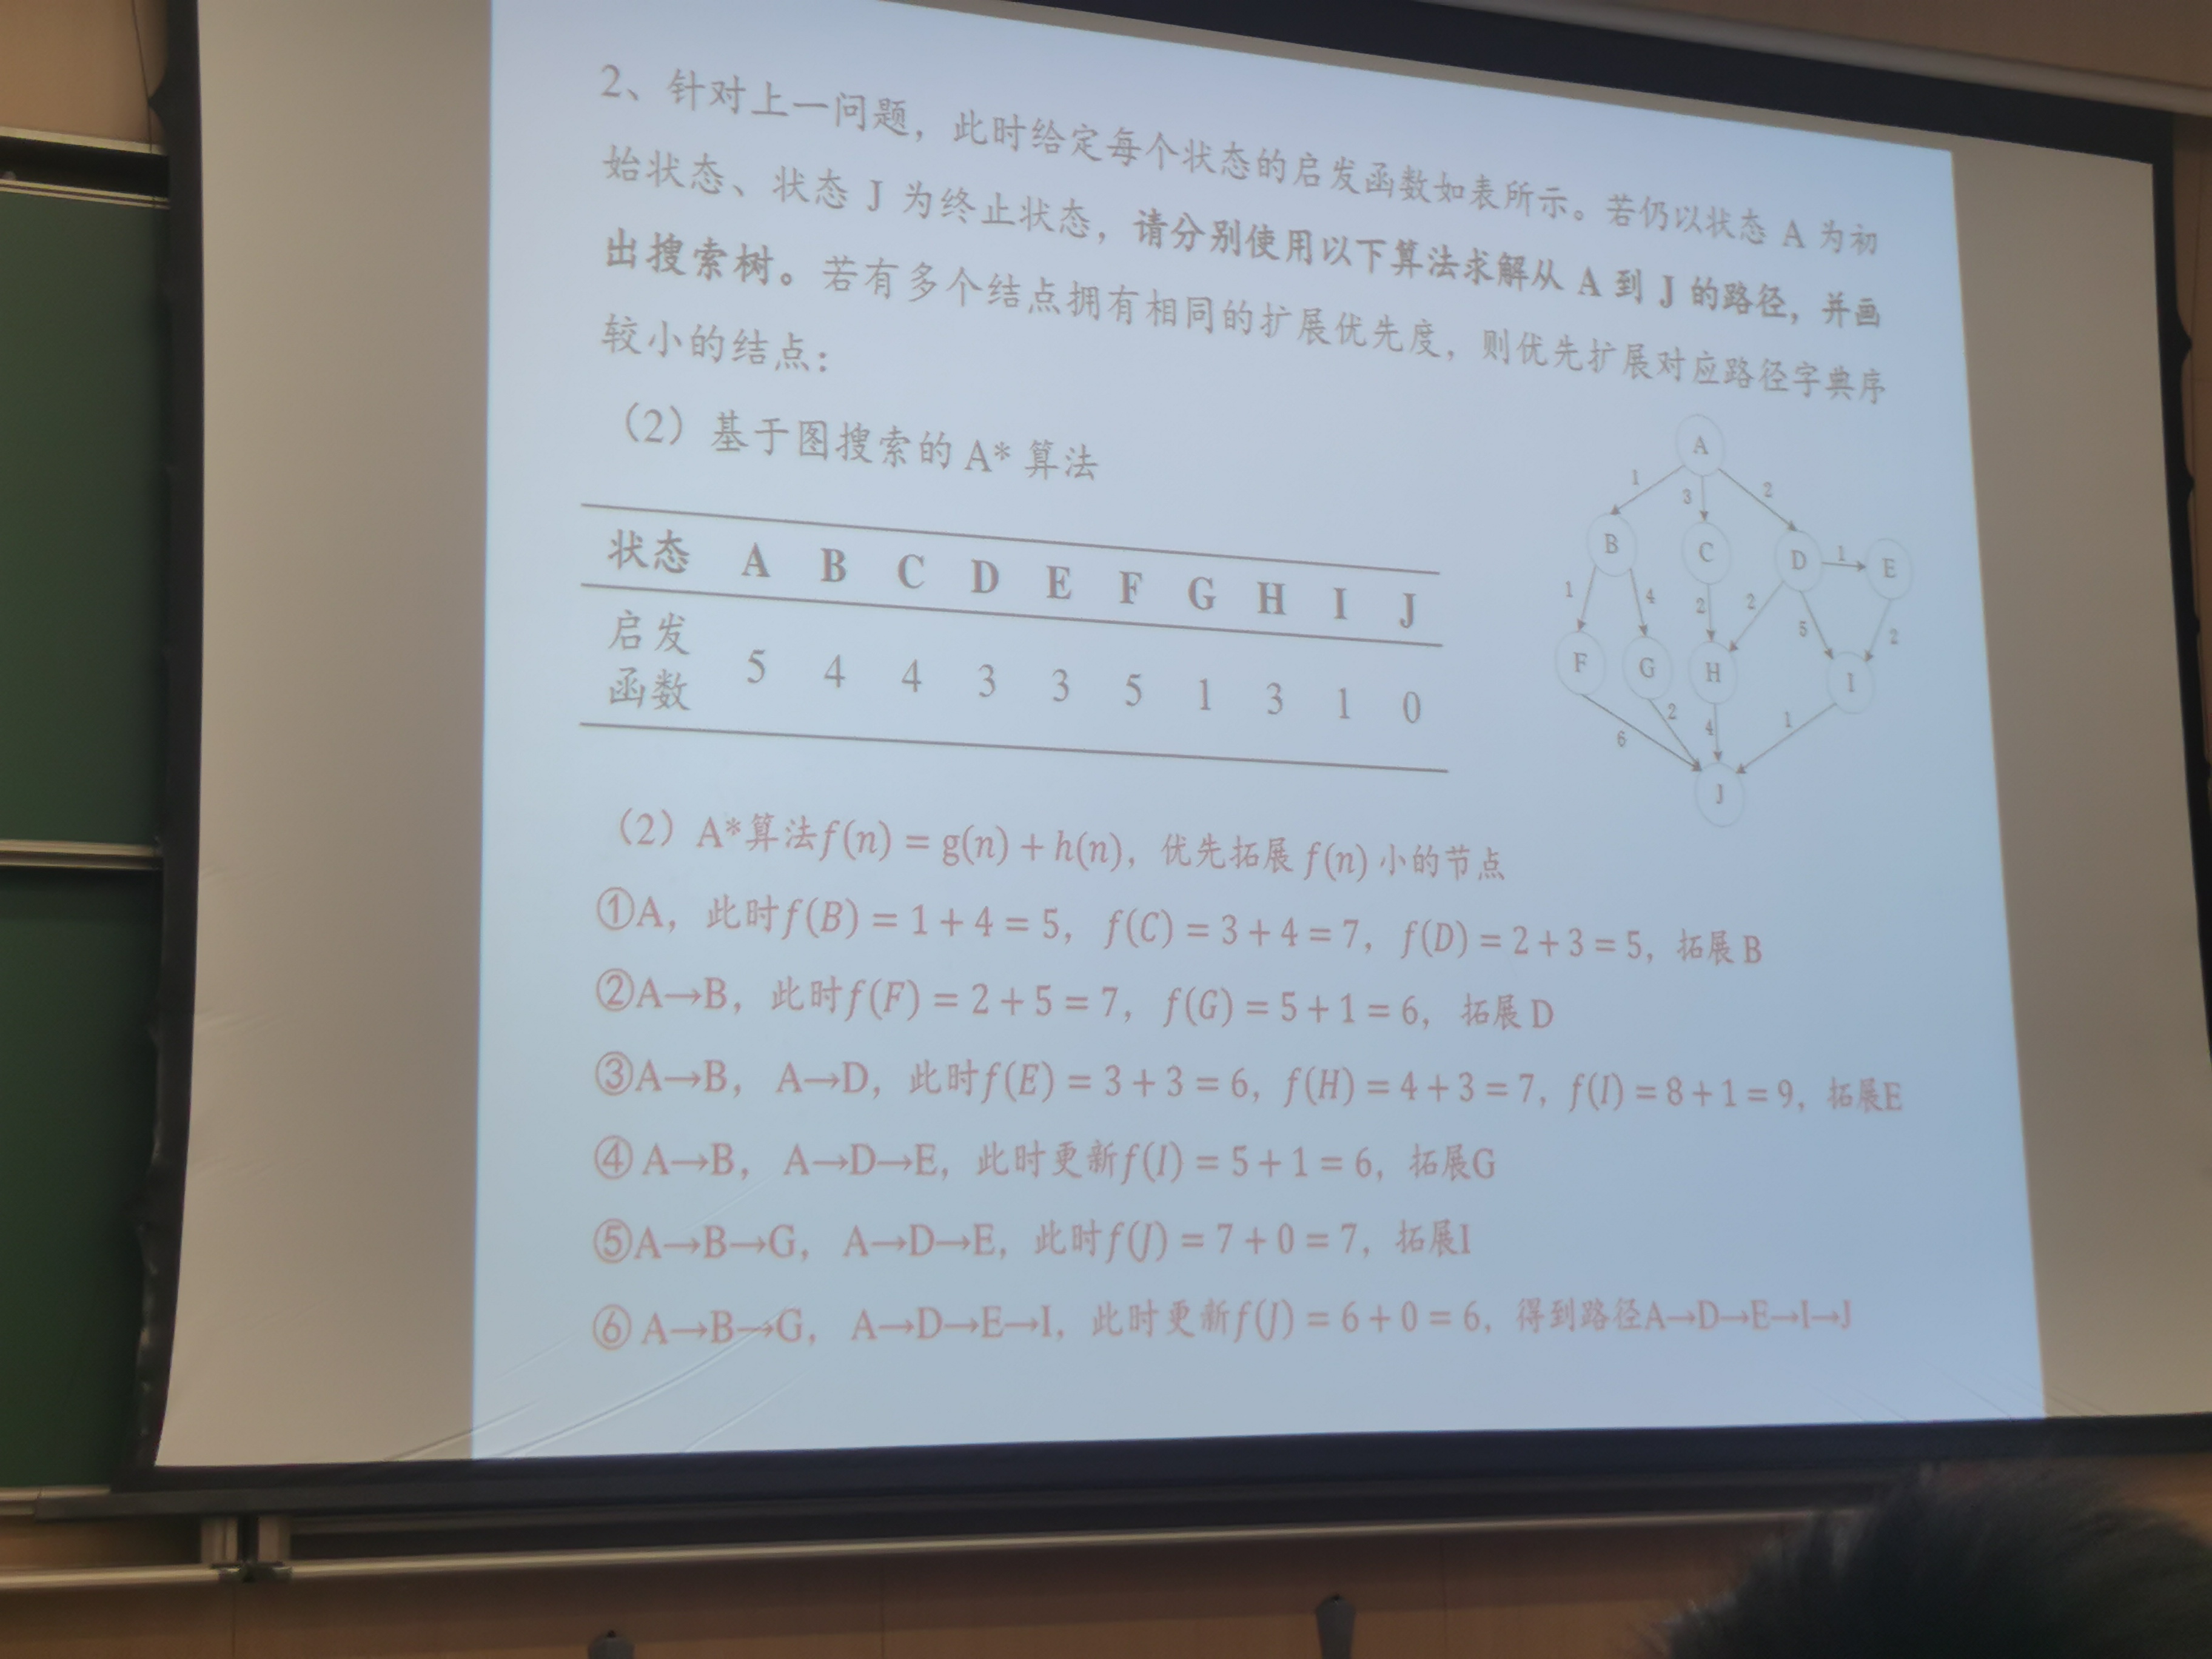 2、针对上一问题，此时给定每个状态的启发函数如表所示。若仍以状态 A 为初
始状态、状态 J 为终止状态，请分别使用以下算法求解从 A 到 J 的路径，并画
出搜索树。若有多个结点拥有相同的扩展优先度，则优先扩展对应路径字典序
较小的结点：
（2）基于图搜索的 A* 算法
状态 A B C D E F G H I J
启发
函数 5 4 4 3 3 5 1 3 1 0
A
1 3 2
B C D 1 E
1 4 2 2 5 2
F G H I
6 2 4 1
J
（2）A*算法f(n) = g(n) + h(n)，优先拓展 f(n) 小的节点
①A，此时f(B) = 1 + 4 = 5，f(C) = 3 + 4 = 7，f(D) = 2 + 3 = 5，拓展 B
②A→B，此时f(F) = 2 + 5 = 7，f(G) = 5 + 1 = 6，拓展 D
③A→B，A→D，此时f(E) = 3 + 3 = 6，f(H) = 4 + 3 = 7，f(I) = 8 + 1 = 9，拓展E
④ A→B，A→D→E，此时更新f(I) = 5 + 1 = 6，拓展G
⑤A→B→G，A→D→E，此时f(J) = 7 + 0 = 7，拓展I
⑥ A→B→G，A→D→E→I，此时更新f(J) = 6 + 0 = 6，得到路径A→D→E→I→J